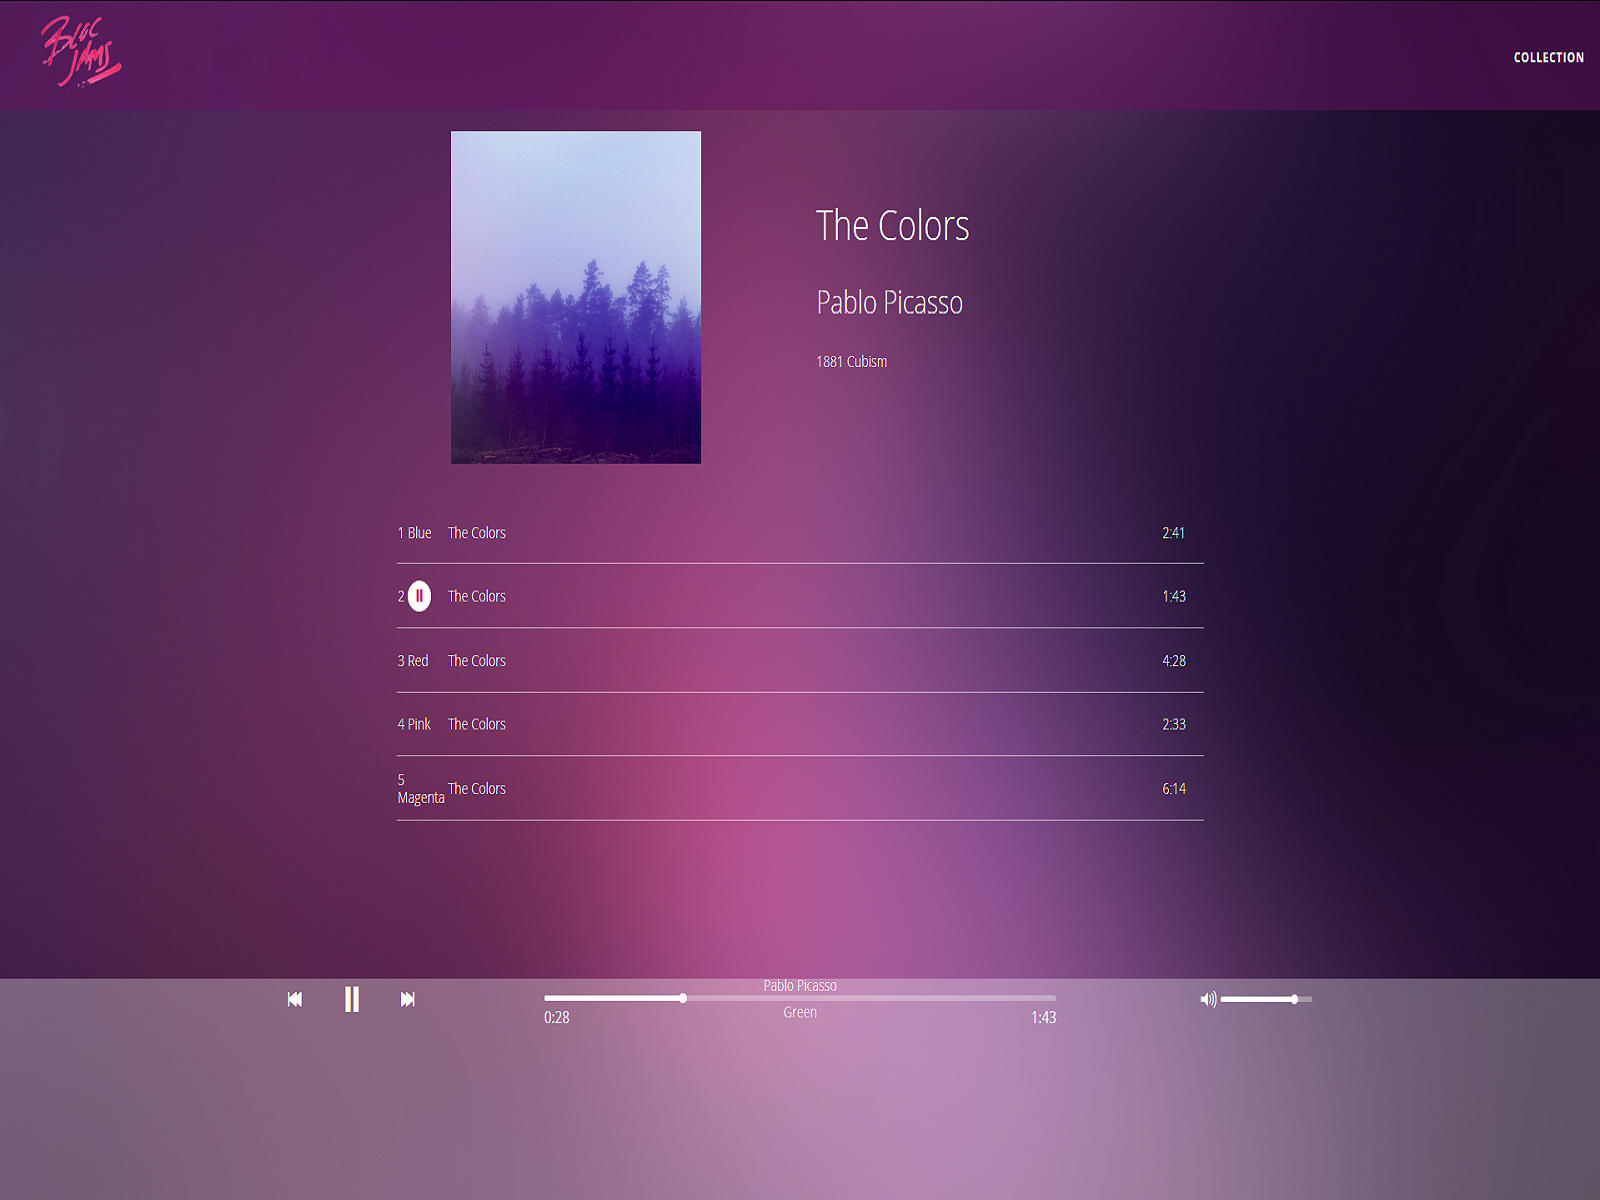 BLOC
JAMS
COLLECTION
The Colors
Pablo Picasso
1881 Cubism
1 Blue The Colors 2:41
2 The Colors 1:43
3 Red The Colors 4:28
4 Pink The Colors 2:33
5
Magenta The Colors 6:14
Pablo Picasso
Green
0:28 1:43